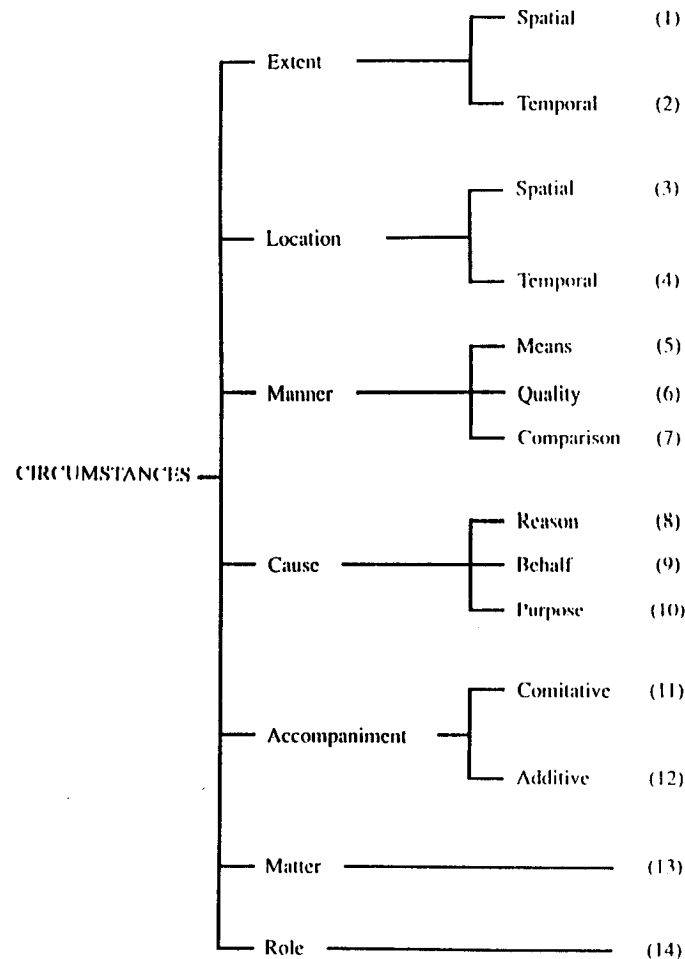 Spatial (1)
Extent
Temporal (2)
Spatial (3)
Location
Temporal (4)
Means (5)
Manner Quality (6)
Comparison (7)
CIRCUMSTANCES
Reason (8)
Cause Behalf (9)
Purpose (10)
Comitative (11)
Accompaniment
Additive (12)
Matter (13)
Role (14)